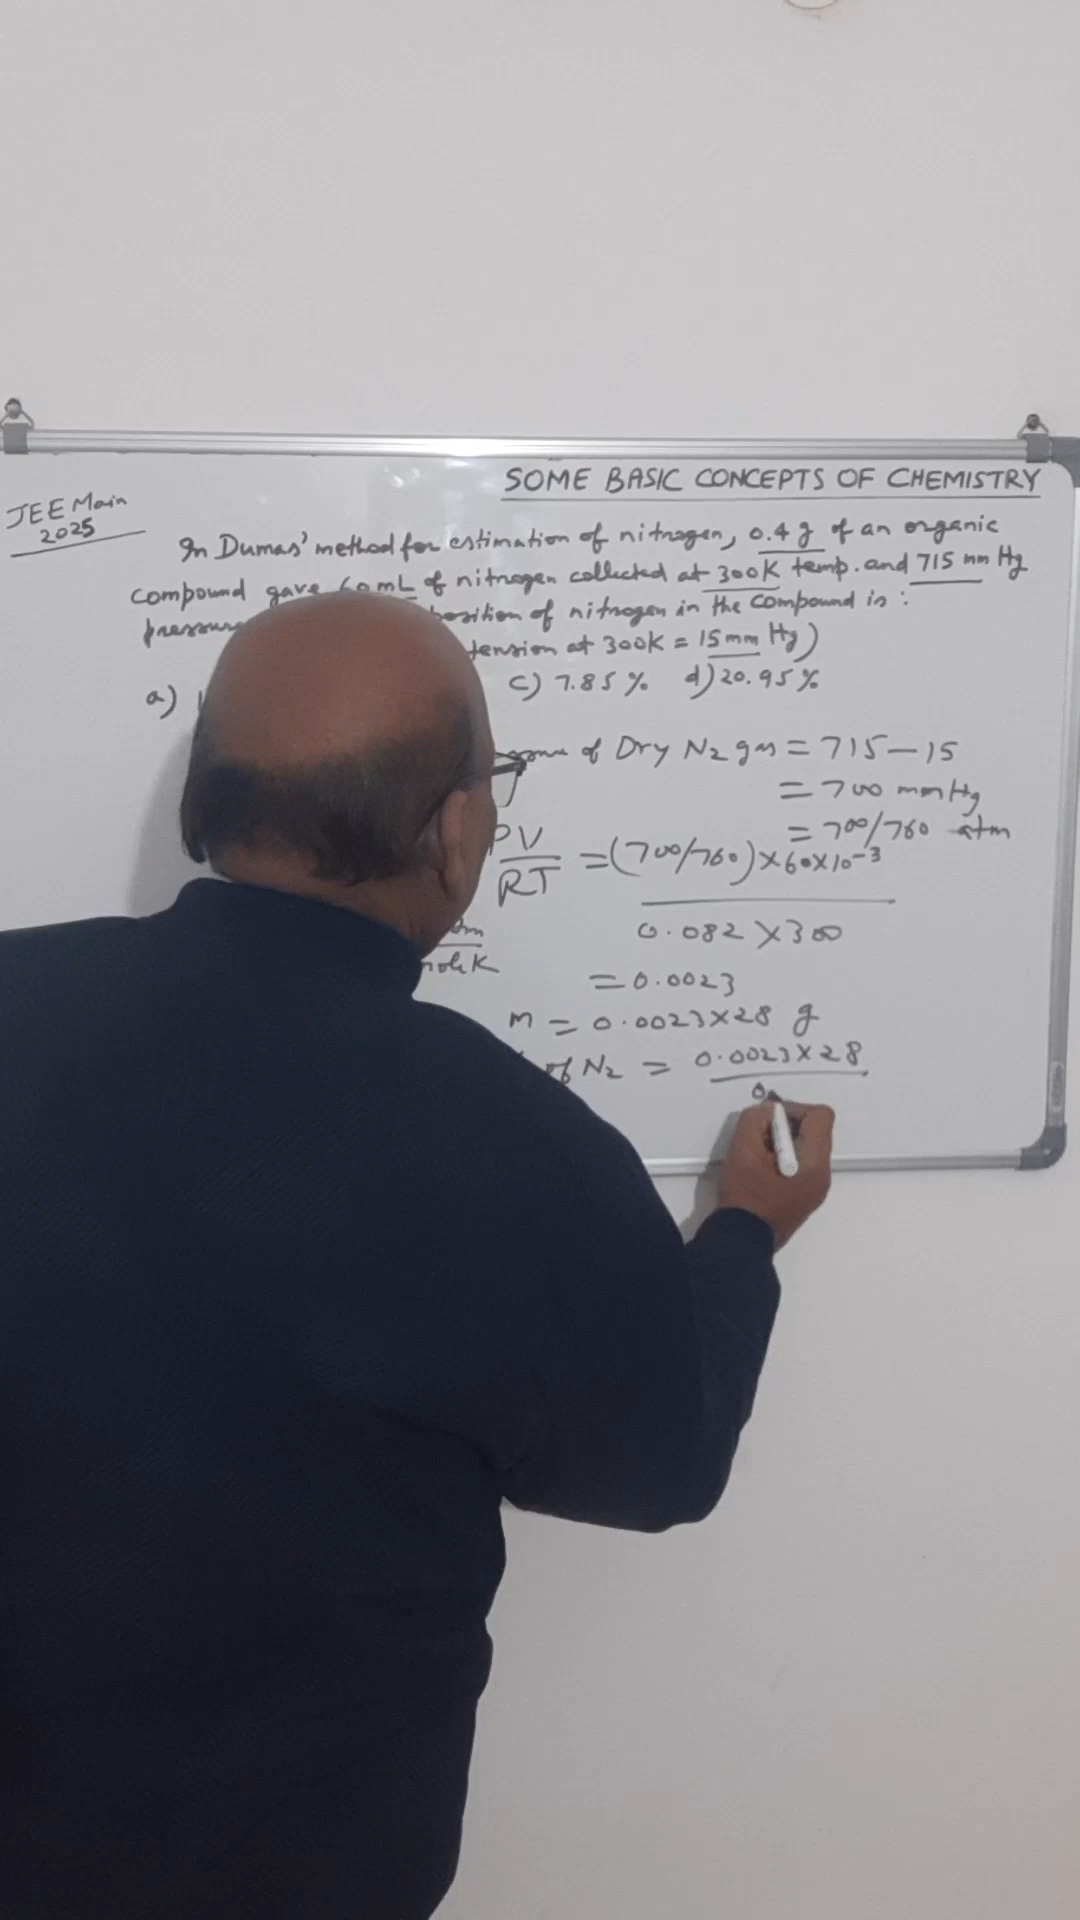 SOME BASIC CONCEPTS OF CHEMISTRY
JEE Main
2025
In Dumas' method for estimation of nitrogen, 0.4 g of an organic
compound gave 60 mL of nitrogen collected at 300K temp. and 715 mm Hg
pressure of nitrogen in the compound is :
tension at 300K = 15 mm Hg)
a) c) 7.85 % d) 20.95 %
of Dry N2 gas = 715 - 15
= 700 mm Hg
= 700/760 atm
PV
RT
= (700/760) × 60 × 10-3
0.082 × 300
= 0.0023
m = 0.0023 × 28 g
of N2 = 0.0023 × 28